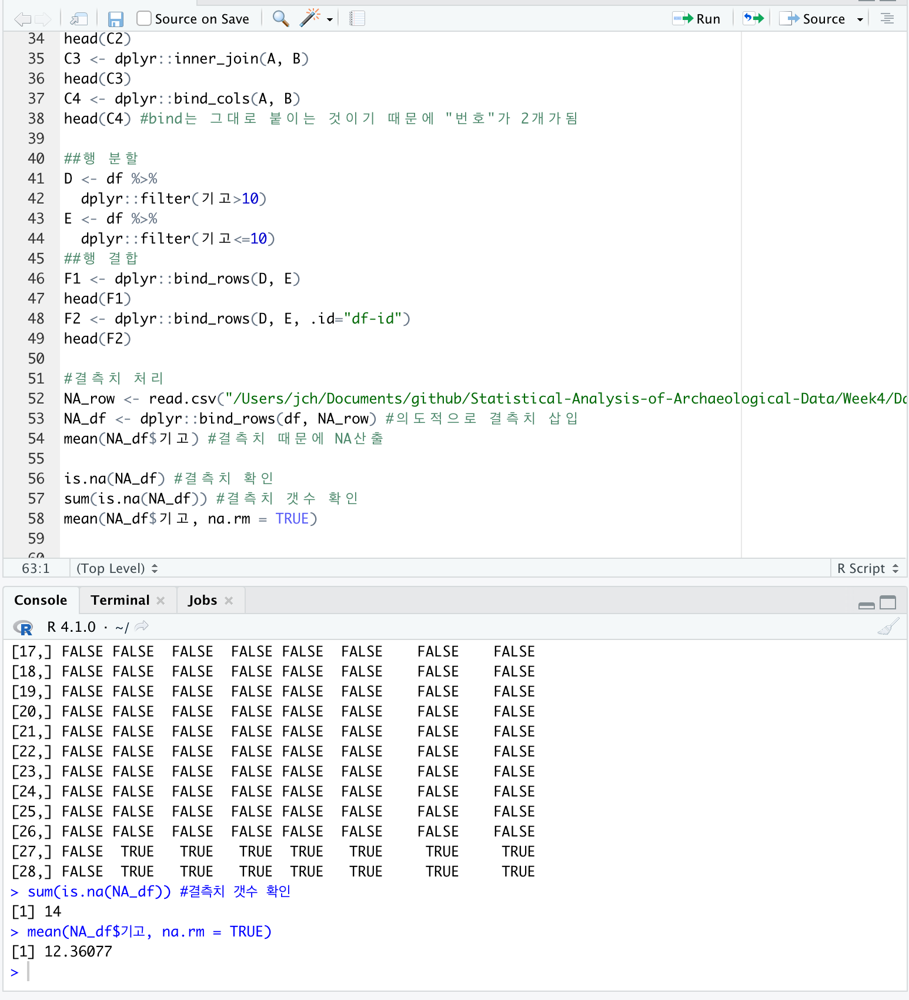 Source on Save
Run
Source
34 head(C2)
35 C3 <- dplyr::inner_join(A, B)
36 head(C3)
37 C4 <- dplyr::bind_cols(A, B)
38 head(C4) #bind는 그대로 붙이는 것이기 때문에 "번호"가 2개가됨
39
40 ##행 분할
41 D <- df %>%
42   dplyr::filter(기고>10)
43 E <- df %>%
44   dplyr::filter(기고<=10)
45 ##행 결합
46 F1 <- dplyr::bind_rows(D, E)
47 head(F1)
48 F2 <- dplyr::bind_rows(D, E, .id="df-id")
49 head(F2)
50
51 #결측치 처리
52 NA_row <- read.csv("/Users/jch/Documents/github/Statistical-Analysis-of-Archaeological-Data/Week4/Da
53 NA_df <- dplyr::bind_rows(df, NA_row) #의도적으로 결측치 삽입
54 mean(NA_df$기고) #결측치 때문에 NA산출
55
56 is.na(NA_df) #결측치 확인
57 sum(is.na(NA_df)) #결측치 갯수 확인
58 mean(NA_df$기고, na.rm = TRUE)
59
60
63:1 (Top Level) R Script
Console Terminal Jobs
R R 4.1.0 · ~/
[17,] FALSE FALSE FALSE FALSE FALSE FALSE FALSE FALSE
[18,] FALSE FALSE FALSE FALSE FALSE FALSE FALSE FALSE
[19,] FALSE FALSE FALSE FALSE FALSE FALSE FALSE FALSE
[20,] FALSE FALSE FALSE FALSE FALSE FALSE FALSE FALSE
[21,] FALSE FALSE FALSE FALSE FALSE FALSE FALSE FALSE
[22,] FALSE FALSE FALSE FALSE FALSE FALSE FALSE FALSE
[23,] FALSE FALSE FALSE FALSE FALSE FALSE FALSE FALSE
[24,] FALSE FALSE FALSE FALSE FALSE FALSE FALSE FALSE
[25,] FALSE FALSE FALSE FALSE FALSE FALSE FALSE FALSE
[26,] FALSE FALSE FALSE FALSE FALSE FALSE FALSE FALSE
[27,] FALSE TRUE TRUE TRUE TRUE TRUE TRUE TRUE
[28,] FALSE TRUE TRUE TRUE TRUE TRUE TRUE TRUE
> sum(is.na(NA_df)) #결측치 갯수 확인
[1] 14
> mean(NA_df$기고, na.rm = TRUE)
[1] 12.36077
>